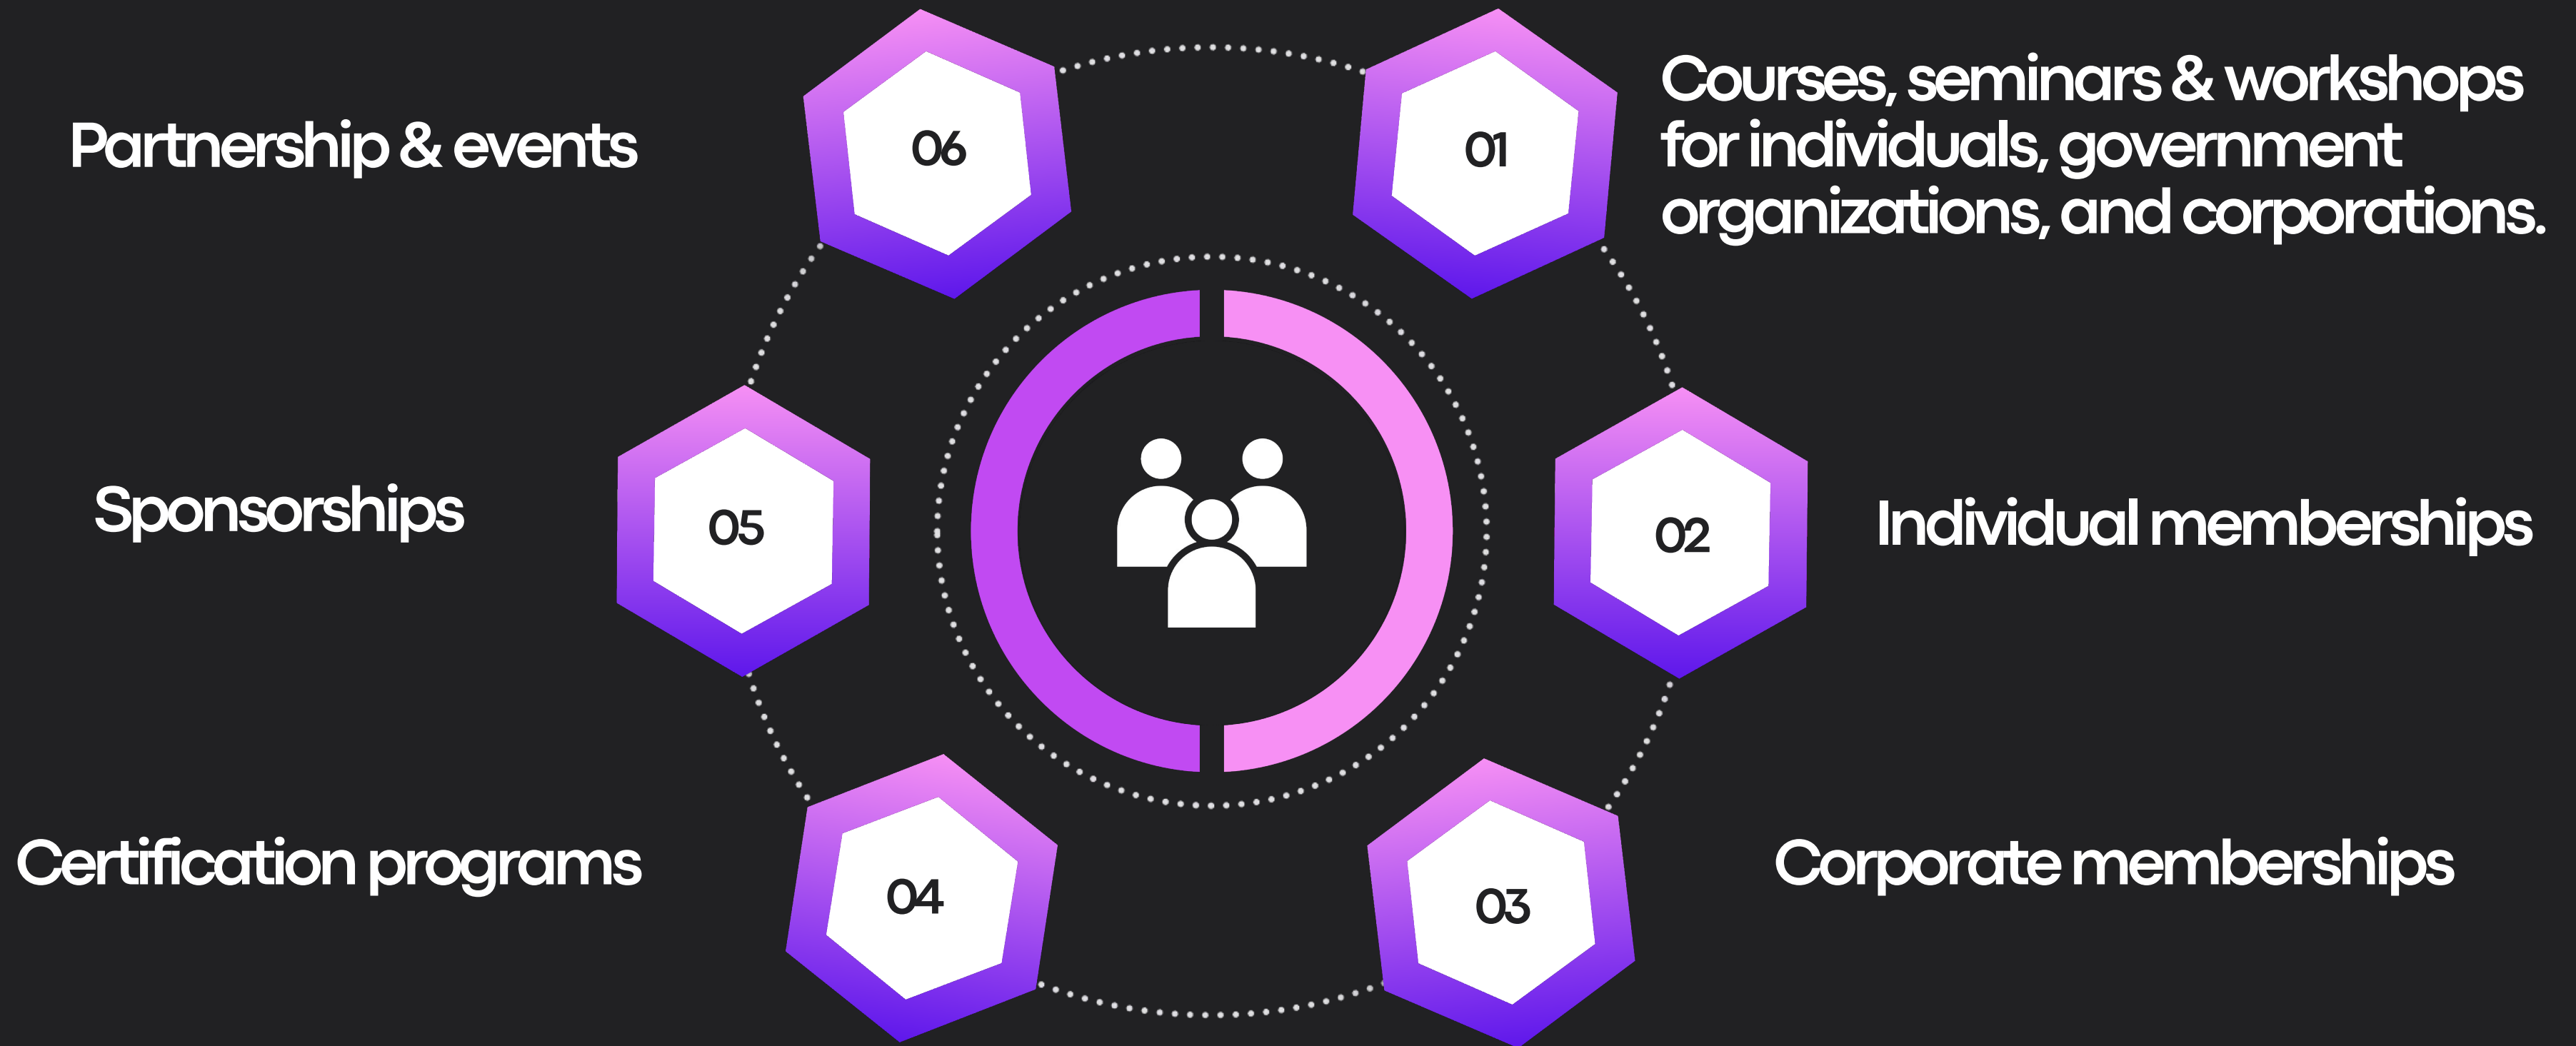 01
Courses, seminars & workshops
for individuals, government
organizations, and corporations.
02
Individual memberships
03
Corporate memberships
04
Certification programs
05
Sponsorships
06
Partnership & events